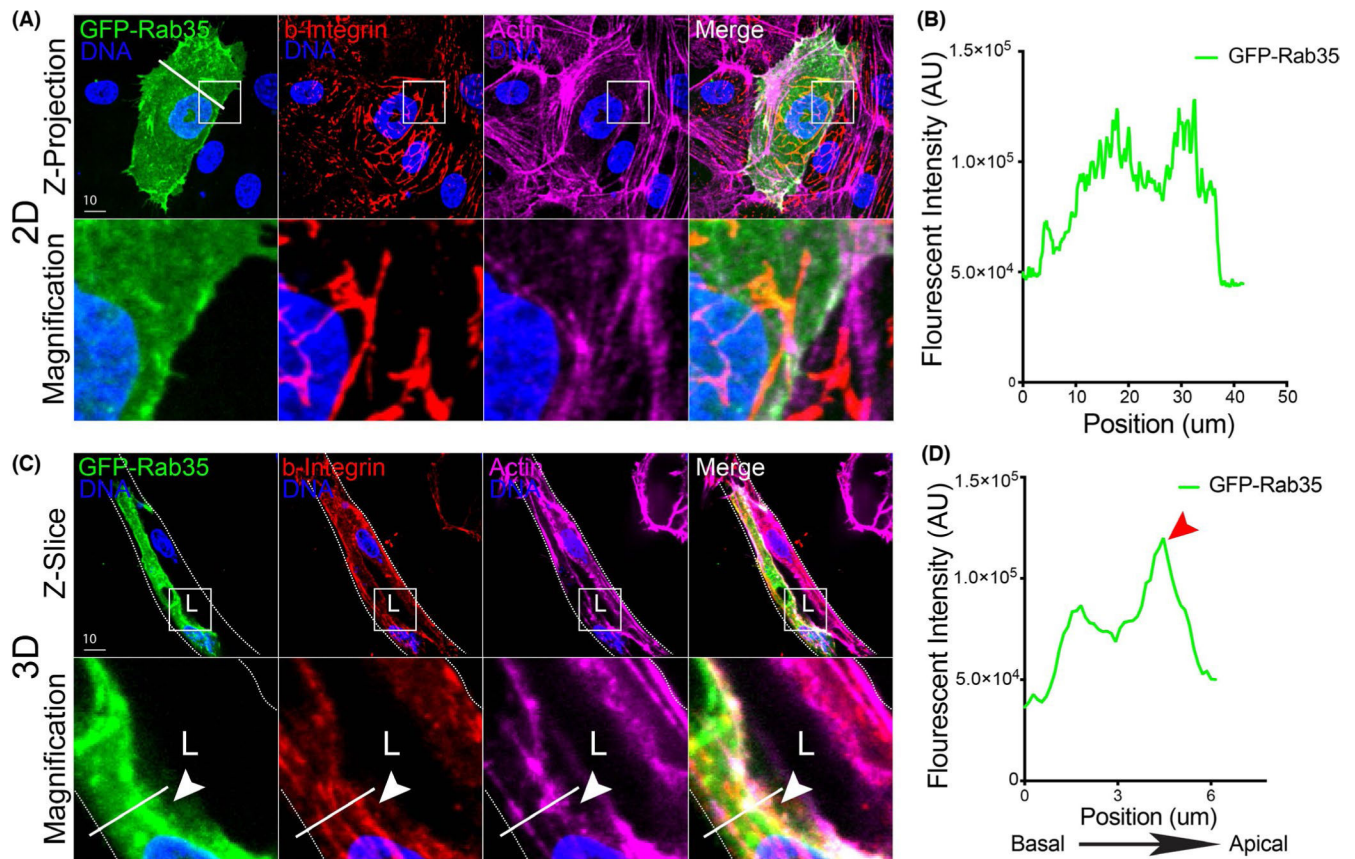 (A)
GFP-Rab35
DNA
b-Integrin
DNA
Actin
DNA
Merge
2D
Z-Projection
10
Magnification
(B)
GFP-Rab35
Flourescent Intensity (AU)
1.5×10⁵
1.0×10⁵
5.0×10⁴
0
0 10 20 30 40 50
Position (um)
(C)
GFP-Rab35
DNA
b-Integrin
DNA
Actin
DNA
Merge
3D
Z-Slice
L L L L
10
Magnification
L L L L
(D)
GFP-Rab35
Flourescent Intensity (AU)
1.5×10⁵
1.0×10⁵
5.0×10⁴
0
0 3 6
Position (um)
Basal Apical